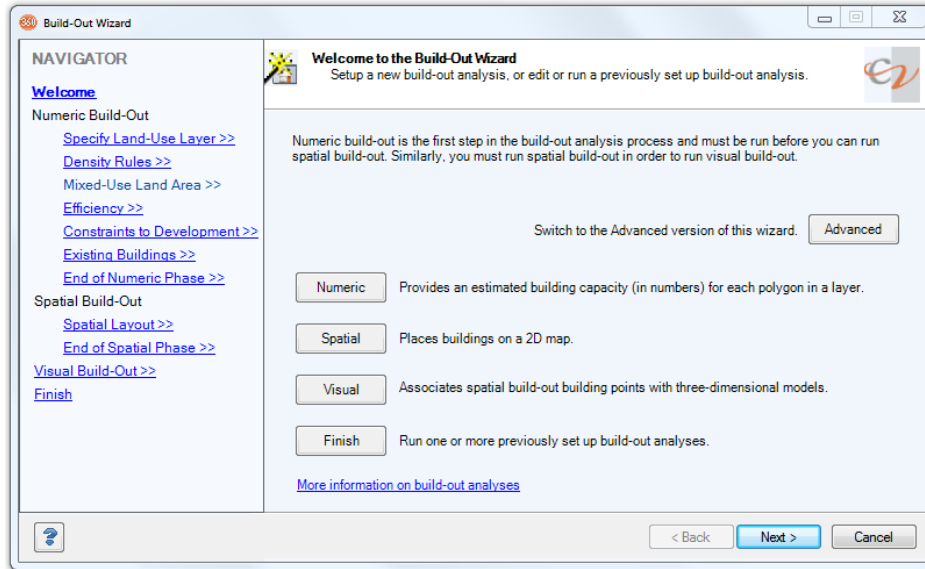 360 Build-Out Wizard
NAVIGATOR
Welcome
Numeric Build-Out
Specify Land-Use Layer >>
Density Rules >>
Mixed-Use Land Area >>
Efficiency >>
Constraints to Development >>
Existing Buildings >>
End of Numeric Phase >>
Spatial Build-Out
Spatial Layout >>
End of Spatial Phase >>
Visual Build-Out >>
Finish
Welcome to the Build-Out Wizard
Setup a new build-out analysis, or edit or run a previously set up build-out analysis.
CV
Numeric build-out is the first step in the build-out analysis process and must be run before you can run
spatial build-out. Similarly, you must run spatial build-out in order to run visual build-out.
Switch to the Advanced version of this wizard. Advanced
Numeric Provides an estimated building capacity (in numbers) for each polygon in a layer.
Spatial Places buildings on a 2D map.
Visual Associates spatial build-out building points with three-dimensional models.
Finish Run one or more previously set up build-out analyses.
More information on build-out analyses
? < Back Next > Cancel